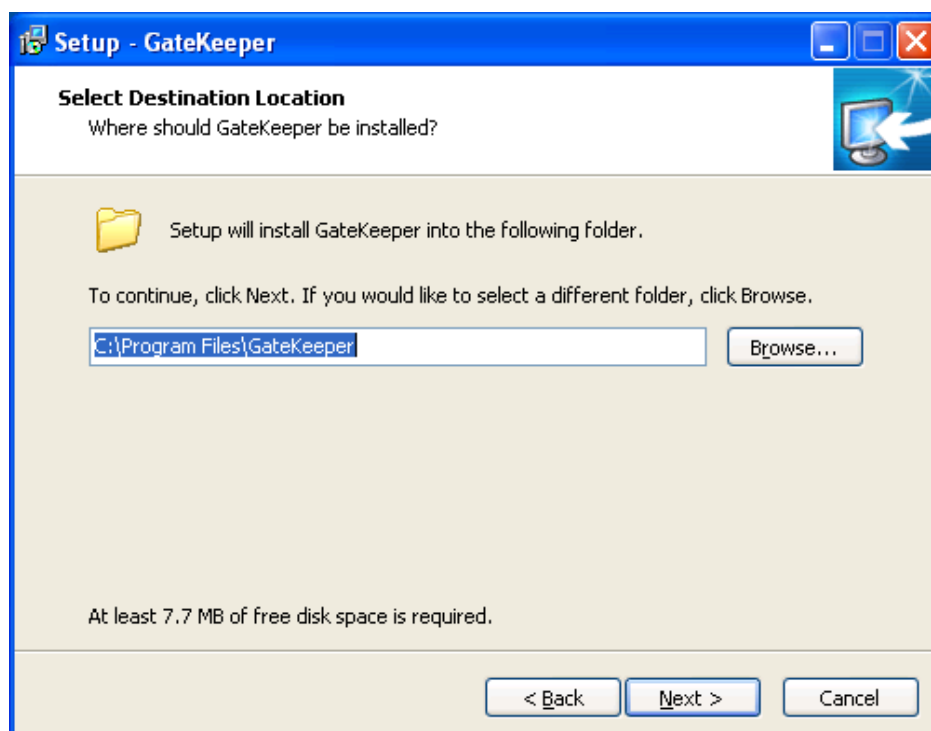 Setup - GateKeeper
Select Destination Location
Where should GateKeeper be installed?
Setup will install GateKeeper into the following folder.
To continue, click Next. If you would like to select a different folder, click Browse.
C:\Program Files\GateKeeper
Browse...
At least 7.7 MB of free disk space is required.
< Back
Next >
Cancel